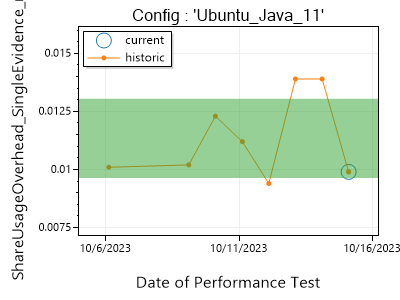 Config : 'Ubuntu_Java_11'
current
historic
0.015
0.0125
0.01
0.0075
10/6/2023
10/11/2023
10/16/2023
Date of Performance Test
ShareUsageOverhead_SingleEvidence_